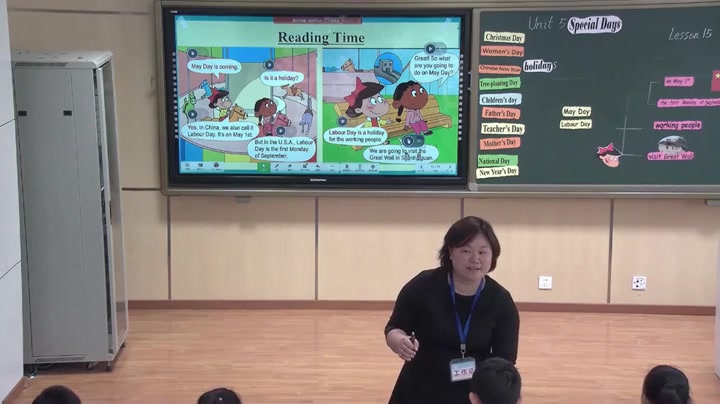 Reading Time
May Day is coming.
Is it a holiday?
Yes, in China, we also call it
Labour Day. It's on May 1st.
But in the U.S.A., Labour
Day is the first Monday
of September.
Great! So what
are you going to
do on May Day?
Labour Day is a holiday
for the working people.
We are going to visit the
Great Wall in
Unit 5
Special Days
Lesson 15
Christmas Day
Women's Day
Chinese New Year
Tree-planting Day
Children's day
Father's Day
Teacher's Day
Mother's Day
National Day
New Year's Day
holidays
May Day
Labour Day
on May 1st
the first Monday of September
working people
visit Great Wall